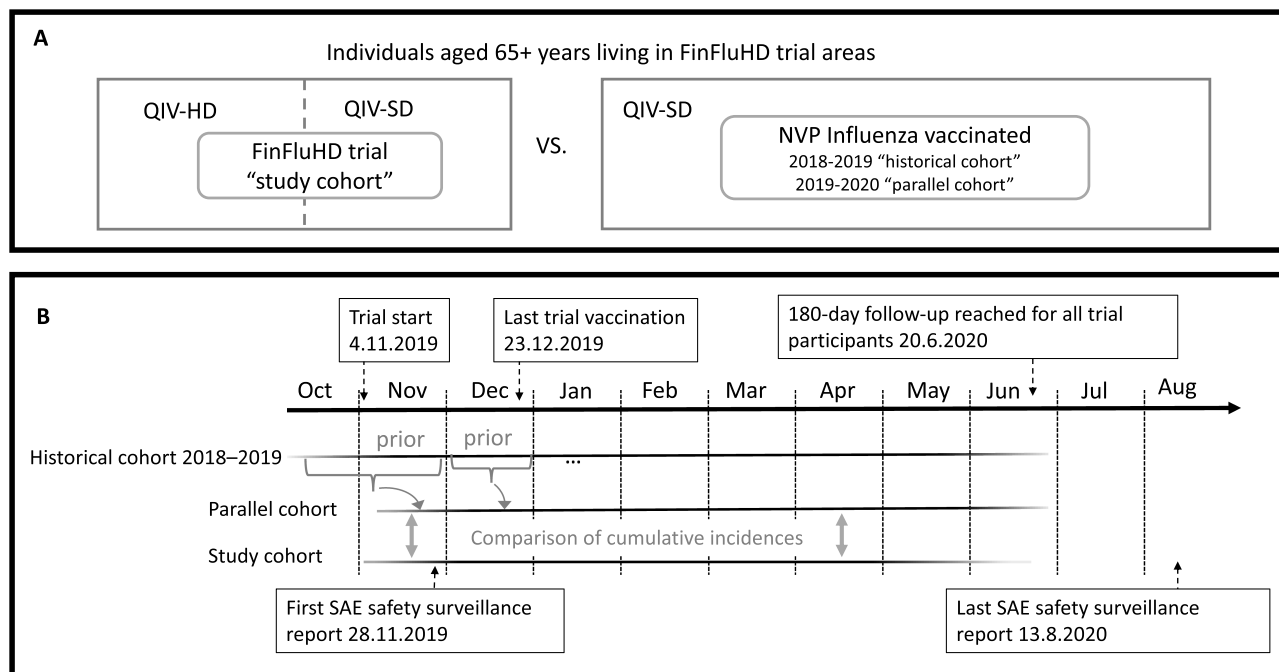 A
Individuals aged 65+ years living in FinFluHD trial areas
QIV-HD
QIV-SD
FinFluHD trial
“study cohort”
VS.
QIV-SD
NVP Influenza vaccinated
2018-2019 “historical cohort”
2019-2020 “parallel cohort”
B
Trial start
4.11.2019
Last trial vaccination
23.12.2019
180-day follow-up reached for all trial
participants 20.6.2020
Oct Nov Dec Jan Feb Mar Apr May Jun Jul Aug
prior prior
Historical cohort 2018–2019
...
Parallel cohort
Comparison of cumulative incidences
Study cohort
First SAE safety surveillance
report 28.11.2019
Last SAE safety surveillance
report 13.8.2020